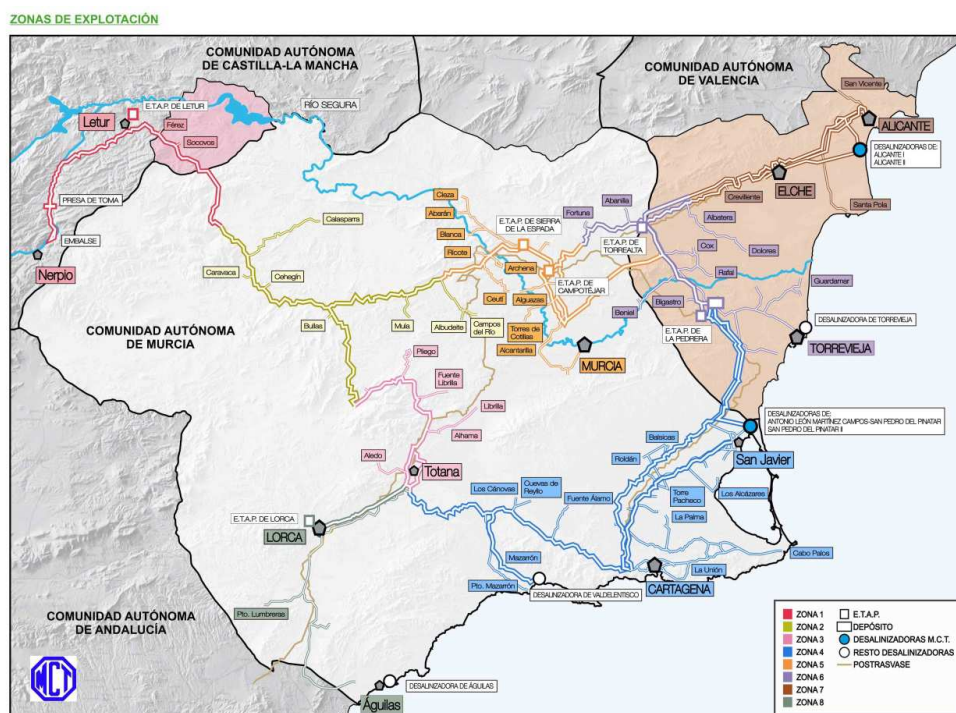 ZONAS DE EXPLOTACIÓN
COMUNIDAD AUTÓNOMA
DE CASTILLA-LA MANCHA
COMUNIDAD AUTÓNOMA
DE VALENCIA
San Vicente
E.T.A.P. DE LETUR
RÍO SEGURA
Letur
Férez
Socovos
ALICANTE
DESALINIZADORAS DE:
ALICANTE I
ALICANTE II
ELCHE
PRESA DE TOMA
Cieza
Abanilla
Crevillente
Santa Pola
Abarán
Fortuna
E.T.A.P. DE SIERRA
DE LA ESPADA
Albatera
Calasparra
Blanca
EMBALSE
E.T.A.P. DE
TORREALTA
Cox
Dolores
Ricote
Nerpio
Archena
Rafal
Caravaca
Cehegín
E.T.A.P. DE
CAMPOTÉJAR
Guardamar
Ceutí
Alguazas
Bigastro
Beniel
COMUNIDAD AUTÓNOMA
DE MURCIA
Bullas
Mula
Albudeite
Campos
del Río
Torres de
Cotillas
E.T.A.P. DE
LA PEDRERA
DESALINIZADORA DE TORREVIEJA
Alcantarilla
TORREVIEJA
Pliego
MURCIA
Fuente
Librilla
Librilla
DESALINIZADORAS DE:
ANTONIO LEÓN MARTÍNEZ CAMPOS-SAN PEDRO DEL PINATAR
SAN PEDRO DEL PINATAR II
Alhama
Balsicas
Aledo
Roldán
San Javier
Totana
Los Cánovas
Cuevas de
Reyllo
Fuente Álamo
Torre
Pacheco
Los Alcázares
E.T.A.P. DE LORCA
La Palma
LORCA
Mazarrón
Cabo Palos
La Unión
Pto. Mazarrón
CARTAGENA
DESALINIZADORA DE VALDELENTISCO
COMUNIDAD AUTÓNOMA
DE ANDALUCÍA
Pto. Lumbreras
MCT
DESALINIZADORA DE ÁGUILAS
Águilas
ZONA 1
ZONA 2
ZONA 3
ZONA 4
ZONA 5
ZONA 6
ZONA 7
ZONA 8
E.T.A.P.
DEPÓSITO
DESALINIZADORAS M.C.T.
RESTO DESALINIZADORAS
POSTRASVASE